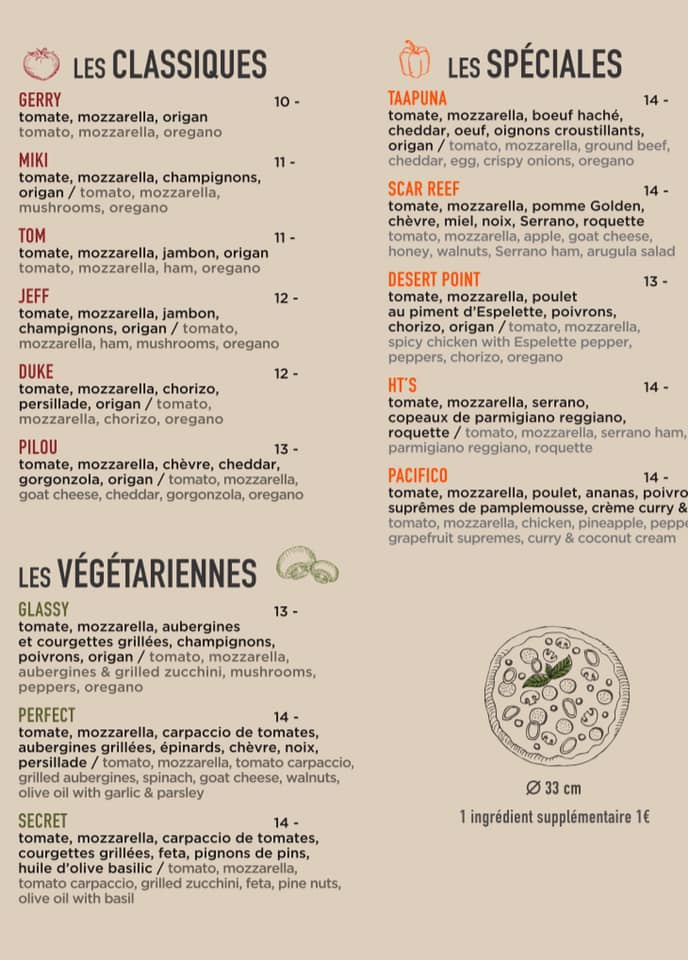 LES CLASSIQUES
GERRY 10 -
tomate, mozzarella, origan
tomato, mozzarella, oregano
MIKI 11 -
tomate, mozzarella, champignons,
origan / tomato, mozzarella,
mushrooms, oregano
TOM 11 -
tomate, mozzarella, jambon, origan
tomato, mozzarella, ham, oregano
JEFF 12 -
tomate, mozzarella, jambon,
champignons, origan / tomato,
mozzarella, ham, mushrooms, oregano
DUKE 12 -
tomate, mozzarella, chorizo,
persillade, origan / tomato,
mozzarella, chorizo, oregano
PILOU 13 -
tomate, mozzarella, chèvre, cheddar,
gorgonzola, origan / tomato, mozzarella,
goat cheese, cheddar, gorgonzola, oregano
LES VÉGÉTARIENNES
GLASSY 13 -
tomate, mozzarella, aubergines
et courgettes grillées, champignons,
poivrons, origan / tomato, mozzarella,
aubergines & grilled zucchini, mushrooms,
peppers, oregano
PERFECT 14 -
tomate, mozzarella, carpaccio de tomates,
aubergines grillées, épinards, chèvre, noix,
persillade / tomato, mozzarella, tomato carpaccio,
grilled aubergines, spinach, goat cheese, walnuts,
olive oil with garlic & parsley
SECRET 14 -
tomate, mozzarella, carpaccio de tomates,
courgettes grillées, feta, pignons de pins,
huile d'olive basilic / tomato, mozzarella,
tomato carpaccio, grilled zucchini, feta, pine nuts,
olive oil with basil
LES SPÉCIALES
TAAPUNA 14 -
tomate, mozzarella, boeuf haché,
cheddar, oeuf, oignons croustillants,
origan / tomato, mozzarella, ground beef,
cheddar, egg, crispy onions, oregano
SCAR REEF 14 -
tomate, mozzarella, pomme Golden,
chèvre, miel, noix, Serrano, roquette
tomato, mozzarella, apple, goat cheese,
honey, walnuts, Serrano ham, arugula salad
DESERT POINT 13 -
tomate, mozzarella, poulet
au piment d'Espelette, poivrons,
chorizo, origan / tomato, mozzarella,
spicy chicken with Espelette pepper,
peppers, chorizo, oregano
HT'S 14 -
tomate, mozzarella, serrano,
copeaux de parmigiano reggiano,
roquette / tomato, mozzarella, serrano ham,
parmigiano reggiano, roquette
PACIFICO 14 -
tomate, mozzarella, poulet, ananas, poivro
suprêmes de pamplemousse, crème curry &
tomato, mozzarella, chicken, pineapple, peppe
grapefruit supremes, curry & coconut cream
Ø 33 cm
1 ingrédient supplémentaire 1€